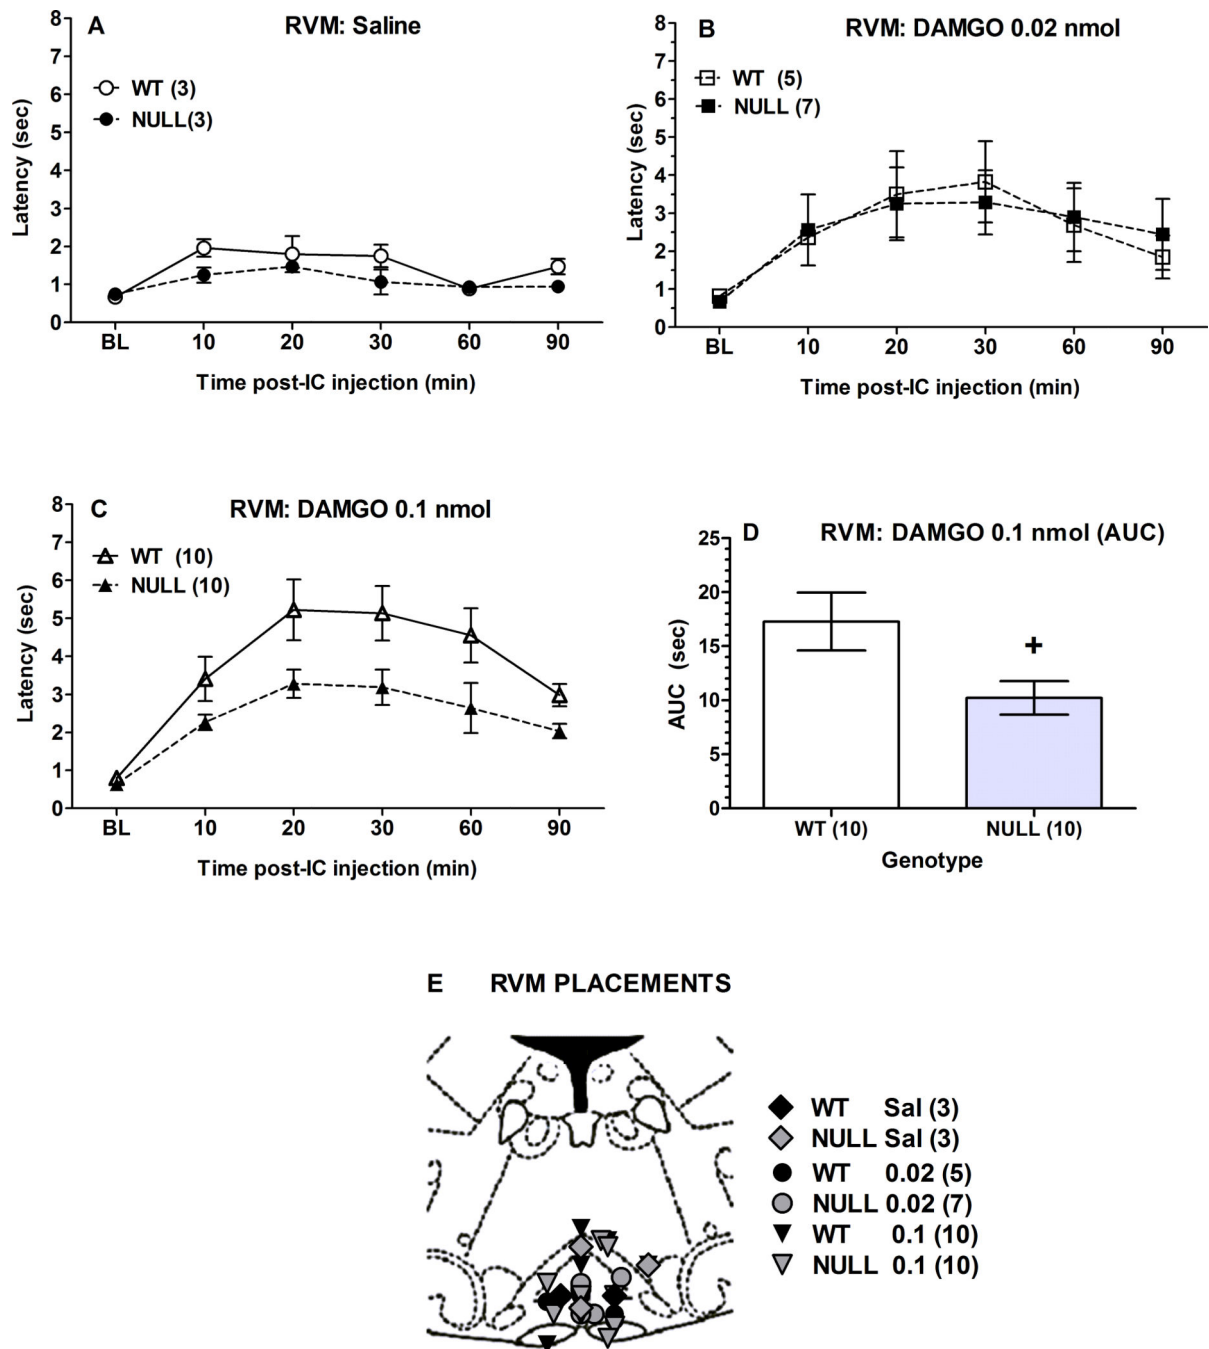 A RVM: Saline
8
7
6
5
4
3
2
1
0
Latency (sec)
WT (3)
NULL(3)
BL 10 20 30 60 90
Time post-IC injection (min)
B RVM: DAMGO 0.02 nmol
8
7
6
5
4
3
2
1
0
Latency (sec)
WT (5)
NULL (7)
BL 10 20 30 60 90
Time post-IC injection (min)
C RVM: DAMGO 0.1 nmol
8
7
6
5
4
3
2
1
0
Latency (sec)
WT (10)
NULL (10)
BL 10 20 30 60 90
Time post-IC injection (min)
D RVM: DAMGO 0.1 nmol (AUC)
25
20
15
10
5
0
AUC (sec)
+
WT (10) NULL (10)
Genotype
E RVM PLACEMENTS
WT Sal (3)
NULL Sal (3)
WT 0.02 (5)
NULL 0.02 (7)
WT 0.1 (10)
NULL 0.1 (10)